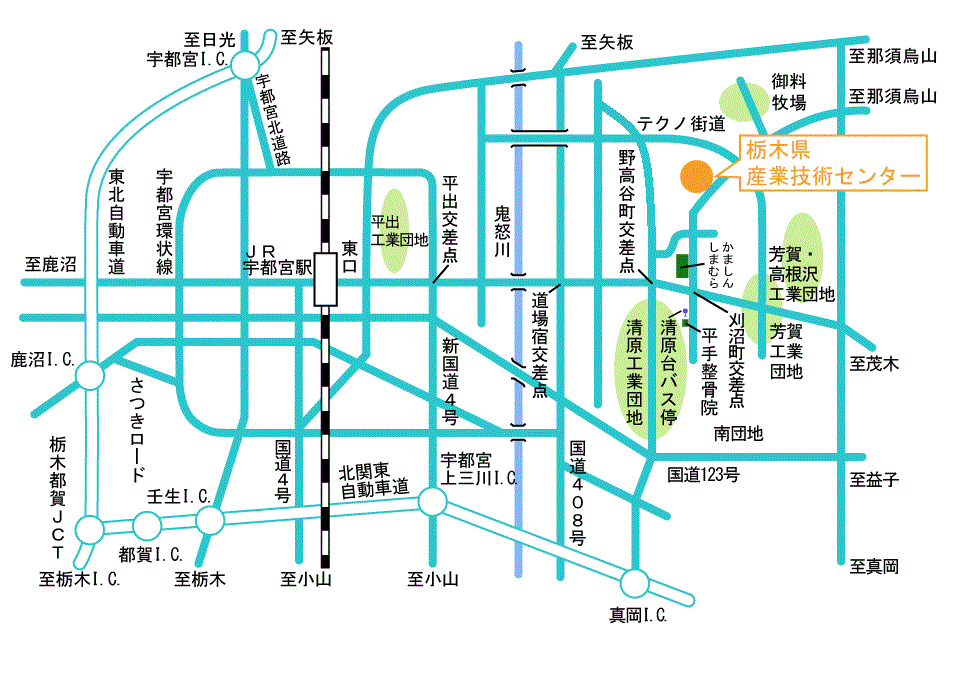 至日光
宇都宮I.C.
至矢板
至矢板
至那須烏山
至那須烏山
御料
牧場
テクノ街道
栃木県
産業技術センター
宇都宮北道路
東北自動車道
宇都宮環状線
平出交差点
鬼怒川
野高谷町交差点
平出
工業団地
東口
JR
宇都宮駅
至鹿沼
かましん
しまむら
芳賀・
高根沢
工業団地
道場宿交差点
清原工業団地
清原台バス停
平手整骨院
刈沼町交差点
芳賀
工業
団地
至茂木
鹿沼I.C.
さつきロード
新国道4号
南団地
栃木都賀JCT
国道4号
北関東
自動車道
宇都宮
上三川I.C.
国道408号
国道123号
至益子
壬生I.C.
都賀I.C.
至栃木I.C.
至栃木
至小山
至小山
至真岡
真岡I.C.